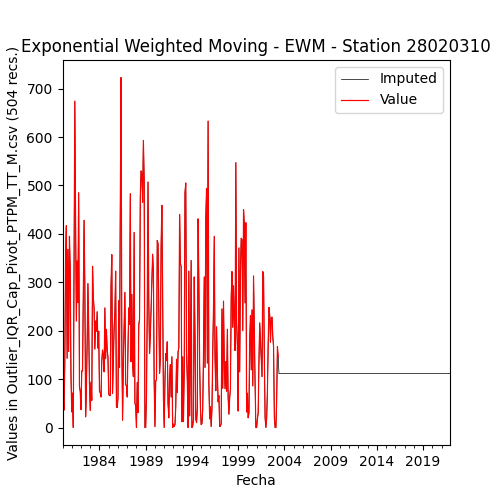 Exponential Weighted Moving - EWM - Station 28020310
Imputed
Value
Values in Outlier_IQR_Cap_Pivot_PTPM_TT_M.csv (504 recs.)
700
600
500
400
300
200
100
0
1984 1989 1994 1999 2004 2009 2014 2019
Fecha